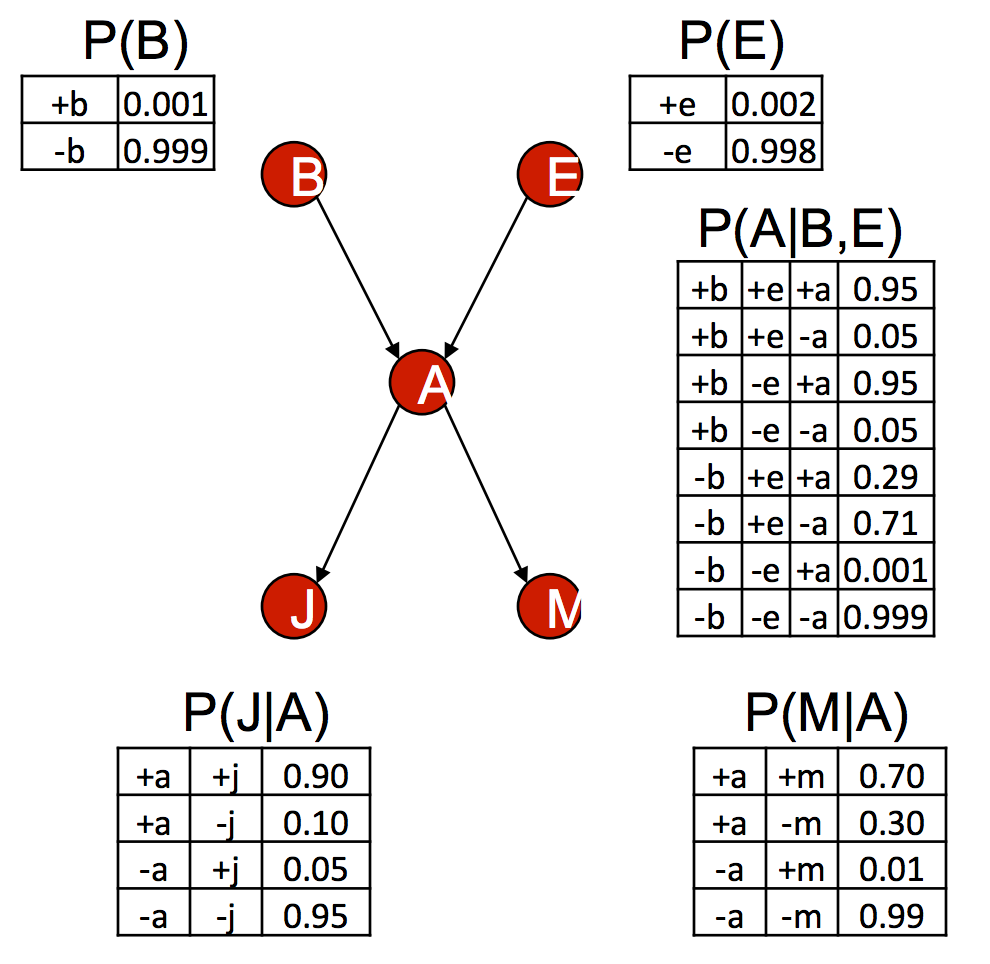 P(B)
+b 0.001
-b 0.999
P(E)
+e 0.002
-e 0.998
B
E
A
J
M
P(A|B,E)
+b +e +a 0.95
+b +e -a 0.05
+b -e +a 0.95
+b -e -a 0.05
-b +e +a 0.29
-b +e -a 0.71
-b -e +a 0.001
-b -e -a 0.999
P(J|A)
+a +j 0.90
+a -j 0.10
-a +j 0.05
-a -j 0.95
P(M|A)
+a +m 0.70
+a -m 0.30
-a +m 0.01
-a -m 0.99